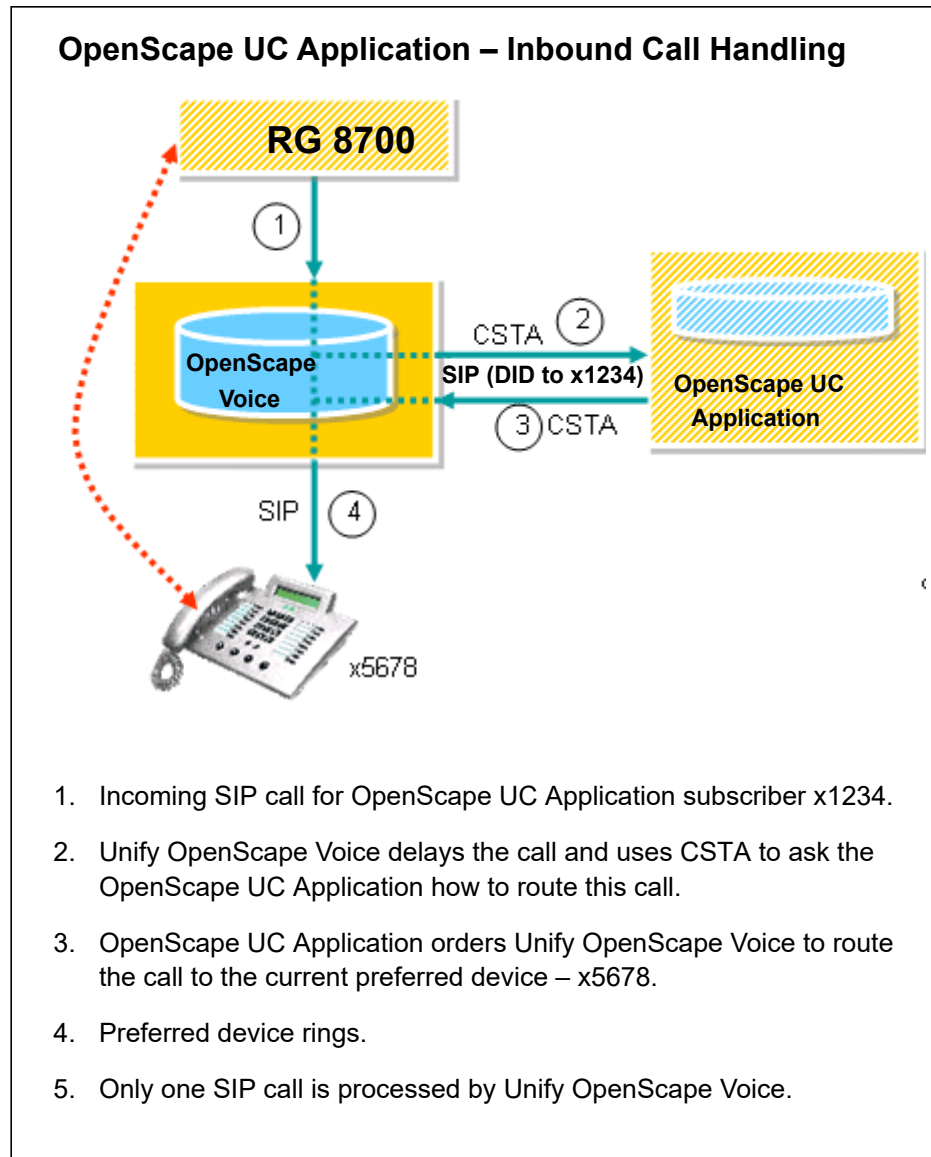 OpenScape UC Application – Inbound Call Handling
RG 8700
1
2
CSTA
SIP (DID to x1234)
OpenScape
Voice
OpenScape UC
Application
3 CSTA
SIP 4
x5678
1. Incoming SIP call for OpenScape UC Application subscriber x1234.
2. Unify OpenScape Voice delays the call and uses CSTA to ask the
OpenScape UC Application how to route this call.
3. OpenScape UC Application orders Unify OpenScape Voice to route
the call to the current preferred device – x5678.
4. Preferred device rings.
5. Only one SIP call is processed by Unify OpenScape Voice.